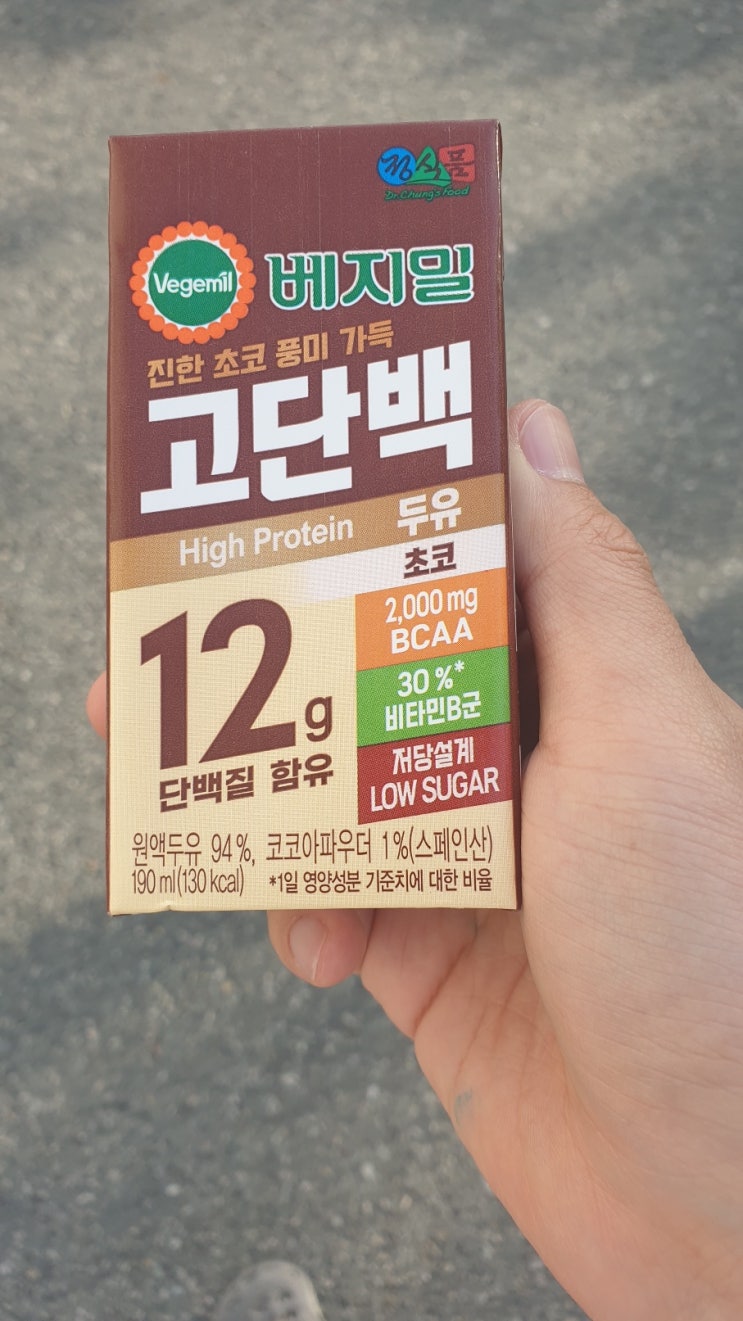 정식품
Dr.Chung's Food
Vegemil 베지밀
진한 초코 풍미 가득
고단백
High Protein 두유
초코
12g
단백질 함유
2,000 mg
BCAA
30 %*
비타민B군
저당설계
LOW SUGAR
원액두유 94 %, 코코아파우더 1 %(스페인산)
190 ml(130 kcal) *1일 영양성분 기준치에 대한 비율